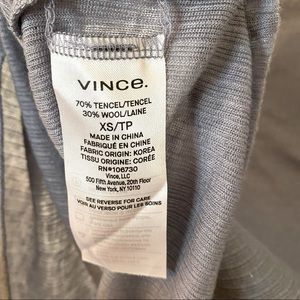 VINCE.
70% TENCEL/TENCEL
30% WOOL/LAINE
XS/TP
MADE IN CHINA
FABRIQUÉ EN CHINE
FABRIC ORIGIN: KOREA
TISSU ORIGINE: CORÉE
RN#106730
Vince, LLC
500 Fifth Avenue, 20th Floor
New York, NY 10110
SEE REVERSE FOR CARE
VOIR AU VERSO POUR LES SOINS